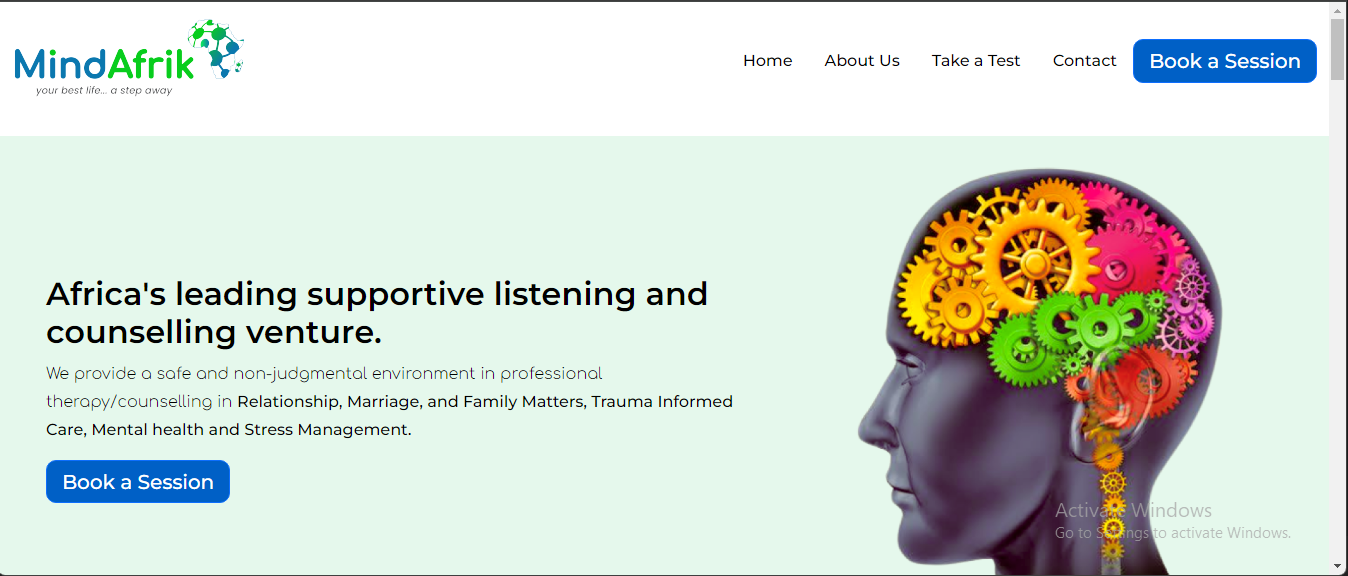 MindAfrik
your best life... a step away
Home
About Us
Take a Test
Contact
Book a Session
Africa's leading supportive listening and
counselling venture.
We provide a safe and non-judgmental environment in professional
therapy/counselling in Relationship, Marriage, and Family Matters, Trauma Informed
Care, Mental health and Stress Management.
Book a Session
Activate Windows
Go to Settings to activate Windows.